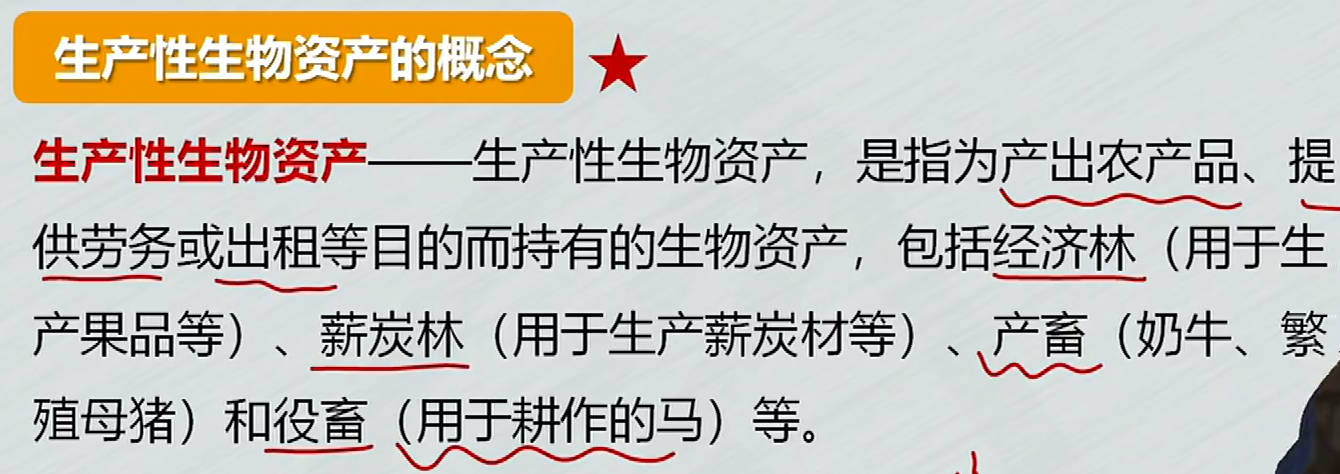 生产性生物资产的概念
生产性生物资产——生产性生物资产，是指为产出农产品、提
供劳务或出租等目的而持有的生物资产，包括经济林（用于生
产果品等）、薪炭林（用于生产薪炭材等）、产畜（奶牛、繁
殖母猪）和役畜（用于耕作的马）等。